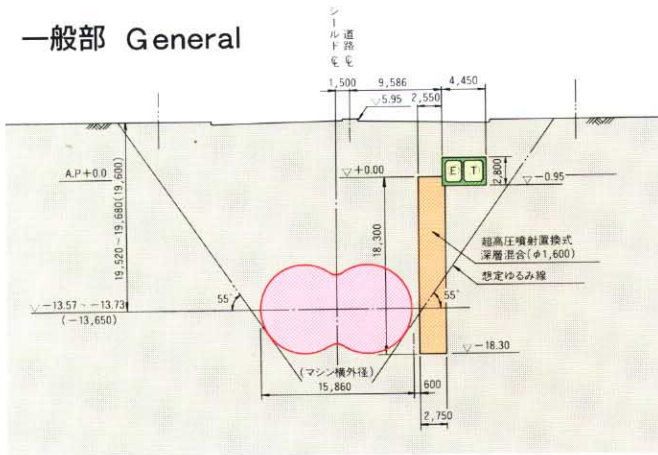 一般部 General
シールド℄
道路℄
1,500
9,586
4,450
▽5.95
2,550
A.P+0.0
▽+0.00
E T
2,800
▽-0.95
19,520~19,680(19,600)
18,300
超高圧噴射置換式
深層混合(φ1,600)
想定ゆるみ線
55°
55°
▽-13.57~-13.73
(-13,650)
▽-18.30
(マシン横外径)
15,860
600
2,750